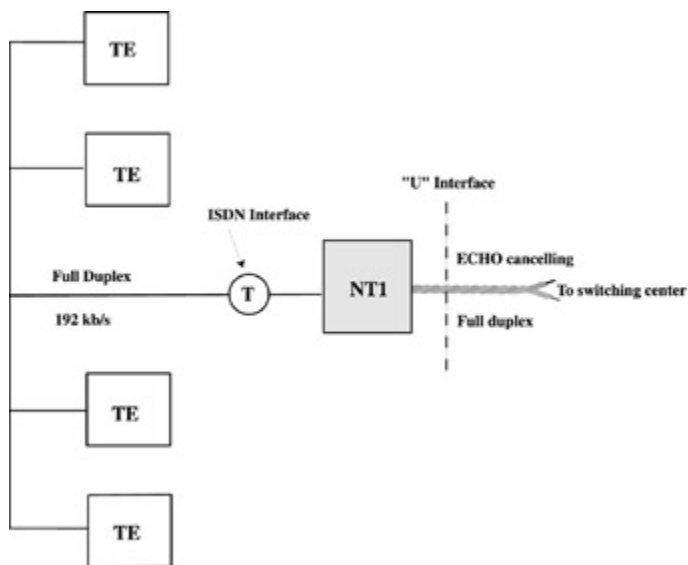 TE
TE
"U" Interface
ISDN Interface
Full Duplex
T
NT1
ECHO cancelling
To switching center
192 kb/s
Full duplex
TE
TE